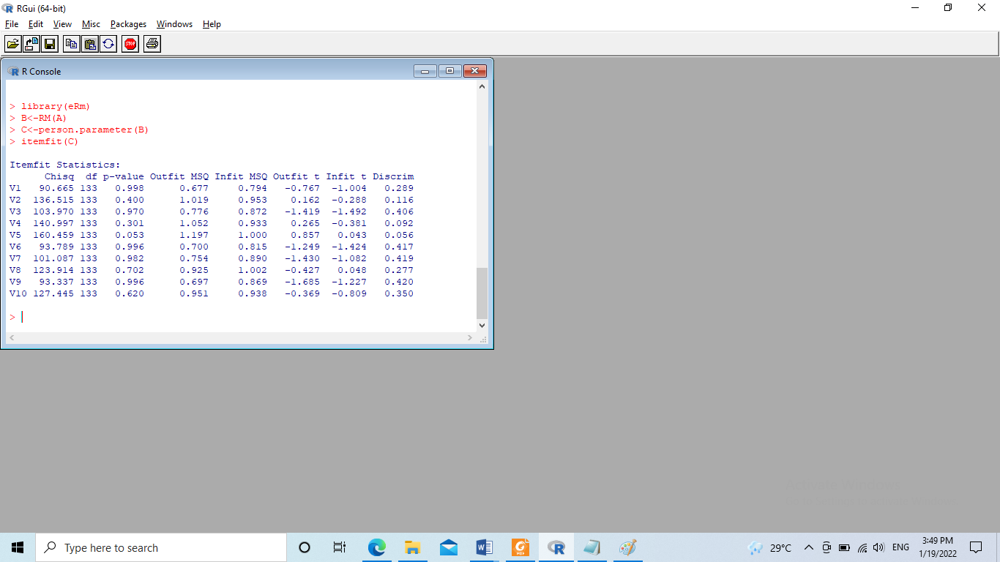 RGui (64-bit)
File Edit View Misc Packages Windows Help
STOP
R Console
> library(eRm)
> B<-RM(A)
> C<-person.parameter(B)
> itemfit(C)
Itemfit Statistics:
Chisq df p-value Outfit MSQ Infit MSQ Outfit t Infit t Discrim
V1 90.665 133 0.998 0.677 0.794 -0.767 -1.004 0.289
V2 136.515 133 0.400 1.019 0.953 0.162 -0.288 0.116
V3 103.970 133 0.970 0.776 0.872 -1.419 -1.492 0.406
V4 140.997 133 0.301 1.052 0.933 0.265 -0.381 0.092
V5 160.459 133 0.053 1.197 1.000 0.857 0.043 0.056
V6 93.789 133 0.996 0.700 0.815 -1.249 -1.424 0.417
V7 101.087 133 0.982 0.754 0.890 -1.430 -1.082 0.419
V8 123.914 133 0.702 0.925 1.002 -0.427 0.048 0.277
V9 93.337 133 0.996 0.697 0.869 -1.685 -1.227 0.420
V10 127.445 133 0.620 0.951 0.938 -0.369 -0.809 0.350
>
Type here to search
PDF
29°C
ENG
3:49 PM
1/19/2022